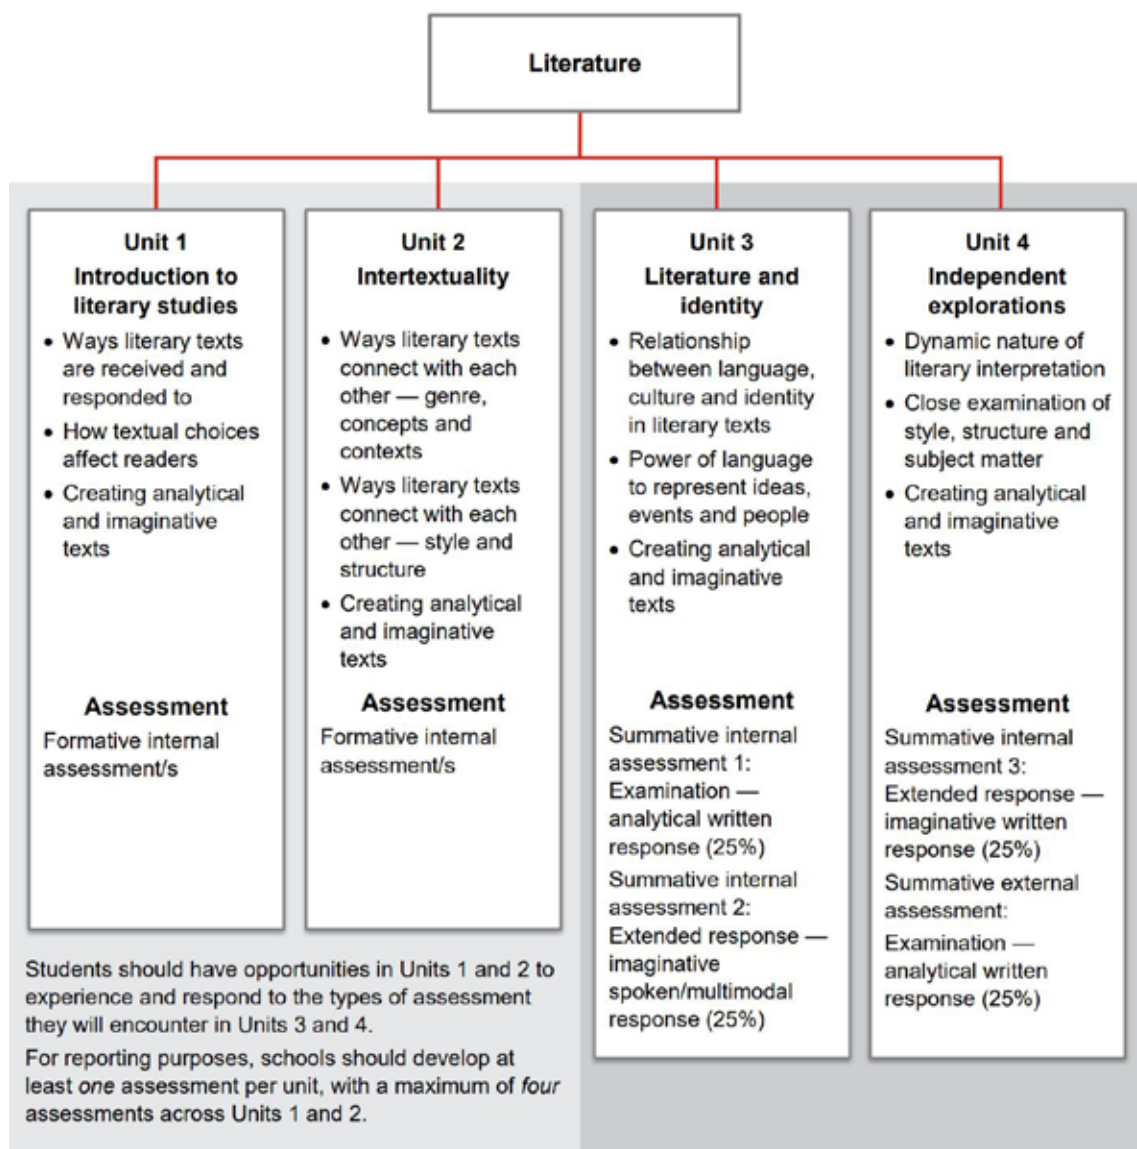 Literature
Unit 1
Introduction to
literary studies
• Ways literary texts
are received and
responded to
• How textual choices
affect readers
• Creating analytical
and imaginative
texts
Assessment
Formative internal
assessment/s
Unit 2
Intertextuality
• Ways literary texts
connect with each
other — genre,
concepts and
contexts
• Ways literary texts
connect with each
other — style and
structure
• Creating analytical
and imaginative
texts
Assessment
Formative internal
assessment/s
Unit 3
Literature and
identity
• Relationship
between language,
culture and identity
in literary texts
• Power of language
to represent ideas,
events and people
• Creating analytical
and imaginative
texts
Assessment
Summative internal
assessment 1:
Examination —
analytical written
response (25%)
Summative internal
assessment 2:
Extended response —
imaginative
spoken/multimodal
response (25%)
Unit 4
Independent
explorations
• Dynamic nature of
literary interpretation
• Close examination of
style, structure and
subject matter
• Creating analytical
and imaginative
texts
Assessment
Summative internal
assessment 3:
Extended response —
imaginative written
response (25%)
Summative external
assessment:
Examination —
analytical written
response (25%)
Students should have opportunities in Units 1 and 2 to
experience and respond to the types of assessment
they will encounter in Units 3 and 4.
For reporting purposes, schools should develop at
least one assessment per unit, with a maximum of four
assessments across Units 1 and 2.